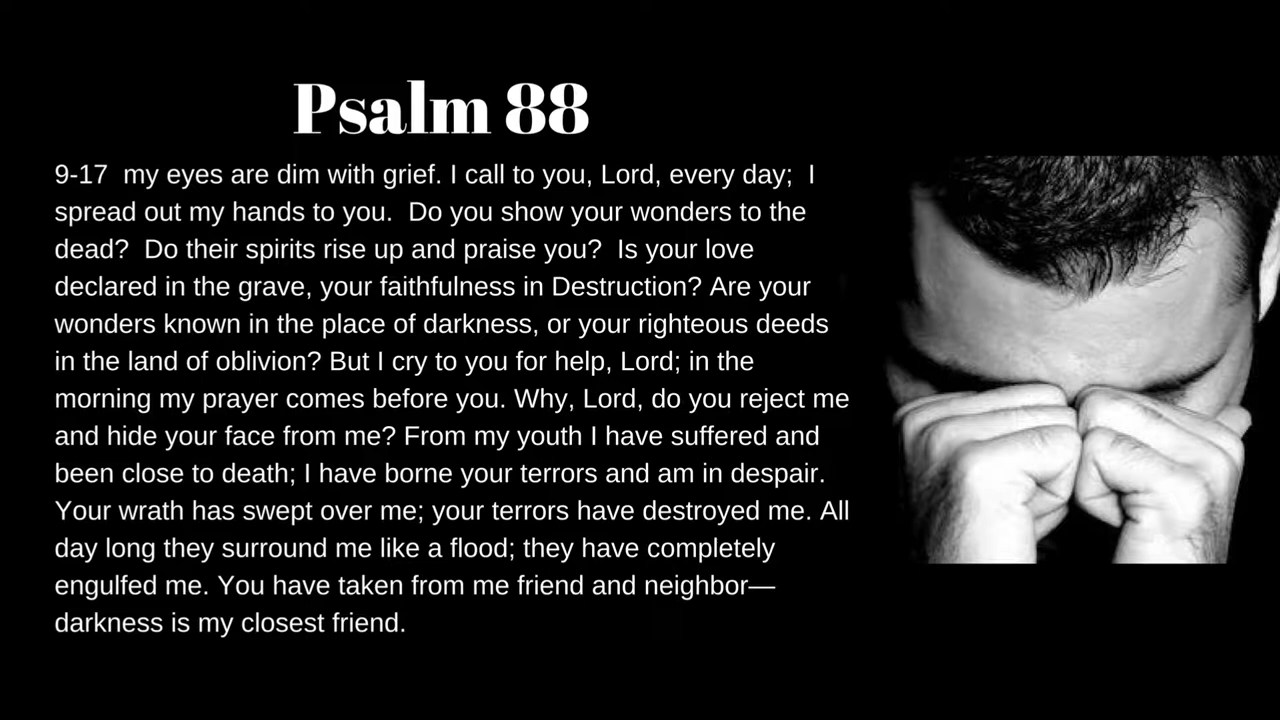 Psalm 88
9-17  my eyes are dim with grief. I call to you, Lord, every day;  I
spread out my hands to you.  Do you show your wonders to the
dead?  Do their spirits rise up and praise you?  Is your love
declared in the grave, your faithfulness in Destruction? Are your
wonders known in the place of darkness, or your righteous deeds
in the land of oblivion? But I cry to you for help, Lord; in the
morning my prayer comes before you. Why, Lord, do you reject me
and hide your face from me? From my youth I have suffered and
been close to death; I have borne your terrors and am in despair.
Your wrath has swept over me; your terrors have destroyed me. All
day long they surround me like a flood; they have completely
engulfed me. You have taken from me friend and neighbor—
darkness is my closest friend.